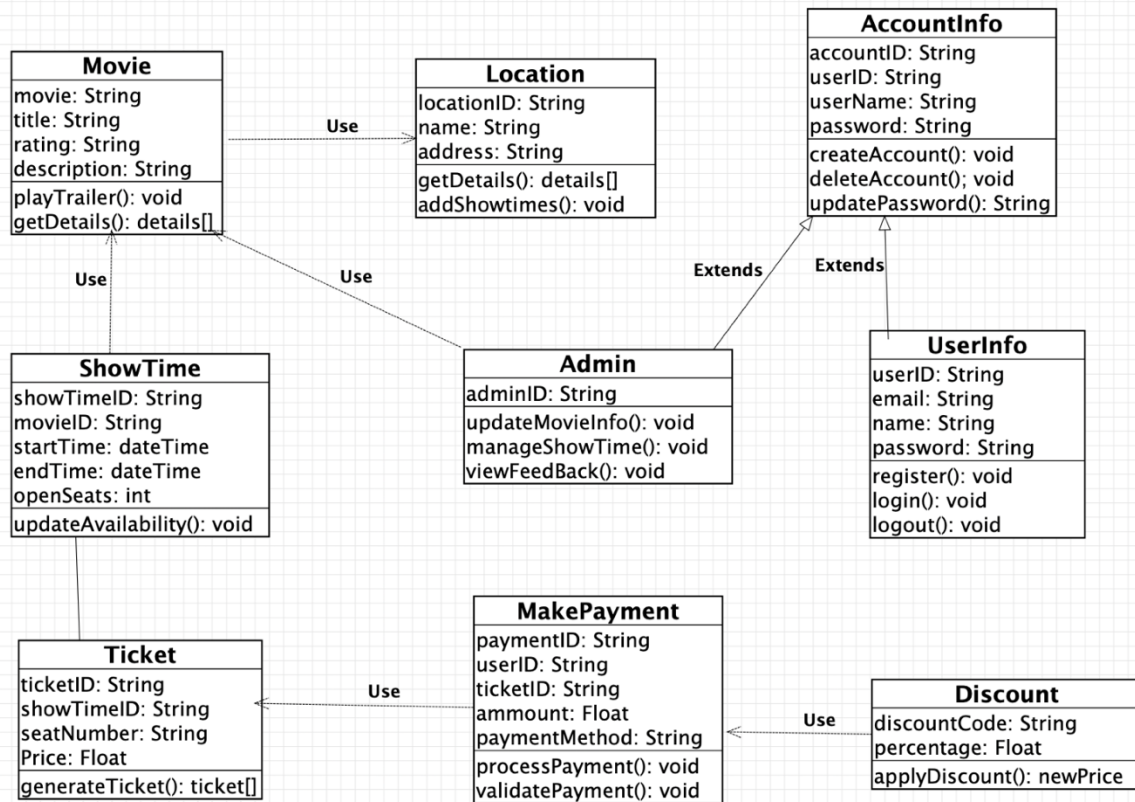 Movie
movie: String
title: String
rating: String
description: String
playTrailer(): void
getDetails(): details[]
Use
Location
locationID: String
name: String
address: String
getDetails(): details[]
addShowtimes(): void
AccountInfo
accountID: String
userID: String
userName: String
password: String
createAccount(): void
deleteAccount(); void
updatePassword(): String
Use
Use
Extends
Extends
ShowTime
showTimeID: String
movieID: String
startTime: dateTime
endTime: dateTime
openSeats: int
updateAvailability(): void
Admin
adminID: String
updateMovieInfo(): void
manageShowTime(): void
viewFeedBack(): void
UserInfo
userID: String
email: String
name: String
password: String
register(): void
login(): void
logout(): void
Ticket
ticketID: String
showTimeID: String
seatNumber: String
Price: Float
generateTicket(): ticket[]
Use
MakePayment
paymentID: String
userID: String
ticketID: String
ammount: Float
paymentMethod: String
processPayment(): void
validatePayment(): void
Use
Discount
discountCode: String
percentage: Float
applyDiscount(): newPrice